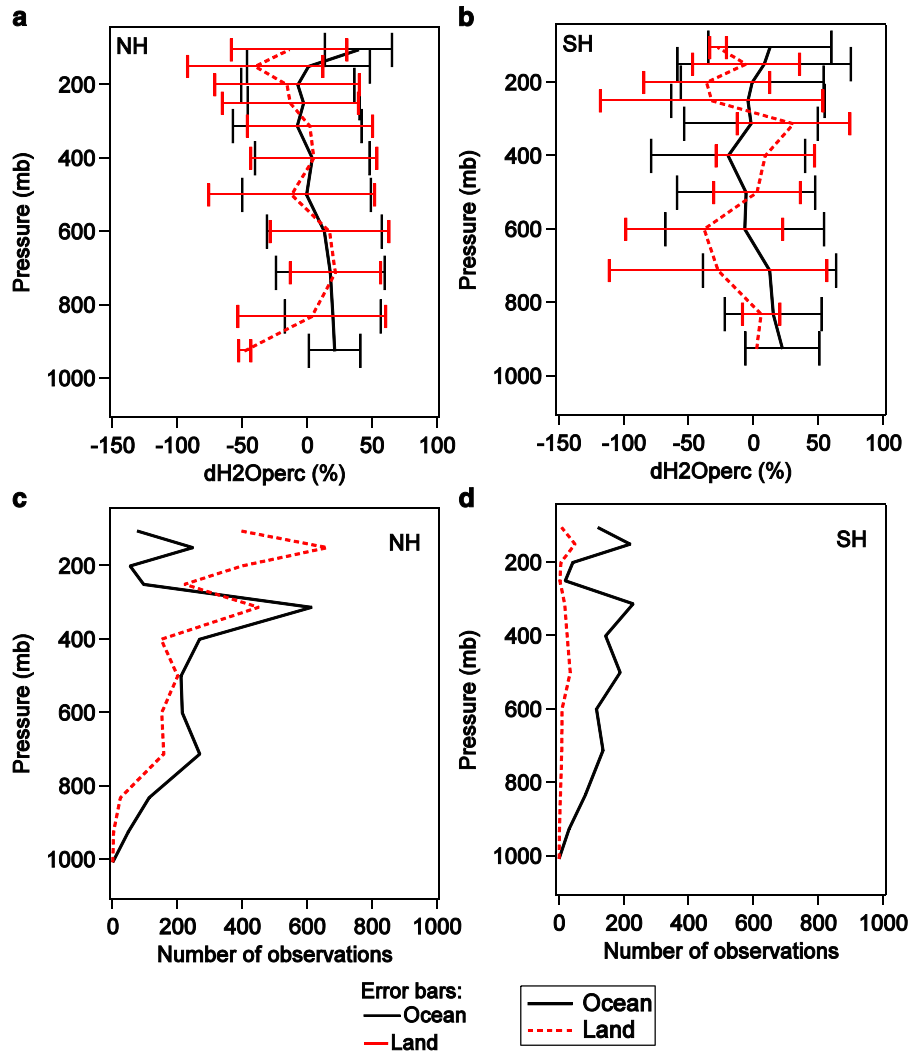 a
NH
200
400
600
800
1000
Pressure (mb)
-150 -100 -50 0 50 100
dH2Operc (%)
b
SH
200
400
600
800
1000
Pressure (mb)
-150 -100 -50 0 50 100
dH2Operc (%)
c
NH
200
400
600
800
1000
Pressure (mb)
0 200 400 600 800 1000
Number of observations
d
SH
200
400
600
800
1000
Pressure (mb)
0 200 400 600 800 1000
Number of observations
Error bars:
Ocean
Land
Ocean
Land